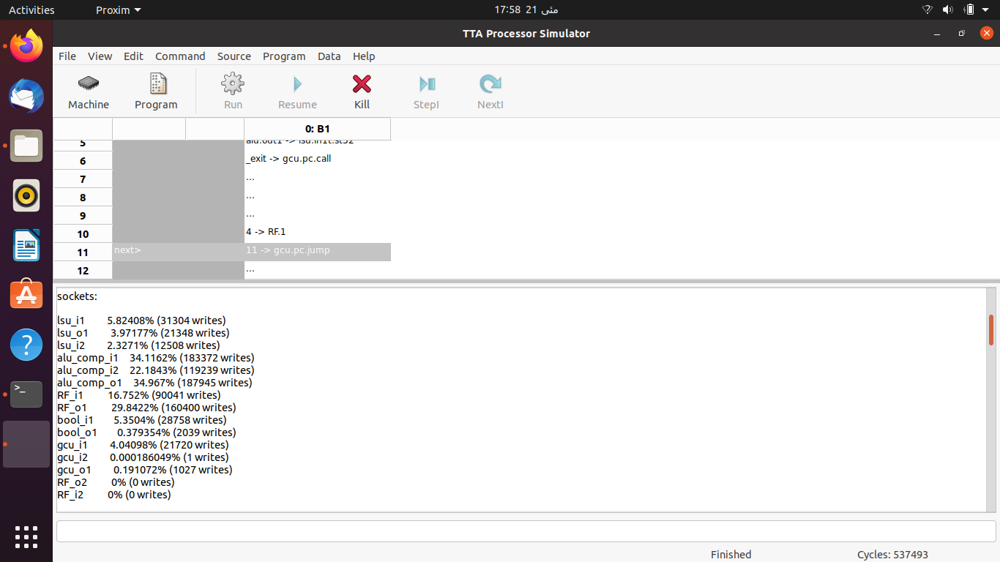 Activities Proxim 17:58 21 مئی
TTA Processor Simulator
File View Edit Command Source Program Data Help
Machine Program Run Resume Kill StepI NextI
0: B1
5 alu.out1 -> lsu.in1t.st32
6 _exit -> gcu.pc.call
7 ...
8 ...
9 ...
10 4 -> RF.1
11 next> 11 -> gcu.pc.jump
12 ...
sockets:
lsu_i1 5.82408% (31304 writes)
lsu_o1 3.97177% (21348 writes)
lsu_i2 2.3271% (12508 writes)
alu_comp_i1 34.1162% (183372 writes)
alu_comp_i2 22.1843% (119239 writes)
alu_comp_o1 34.967% (187945 writes)
RF_i1 16.752% (90041 writes)
RF_o1 29.8422% (160400 writes)
bool_i1 5.3504% (28758 writes)
bool_o1 0.379354% (2039 writes)
gcu_i1 4.04098% (21720 writes)
gcu_i2 0.000186049% (1 writes)
gcu_o1 0.191072% (1027 writes)
RF_o2 0% (0 writes)
RF_i2 0% (0 writes)
Finished Cycles: 537493